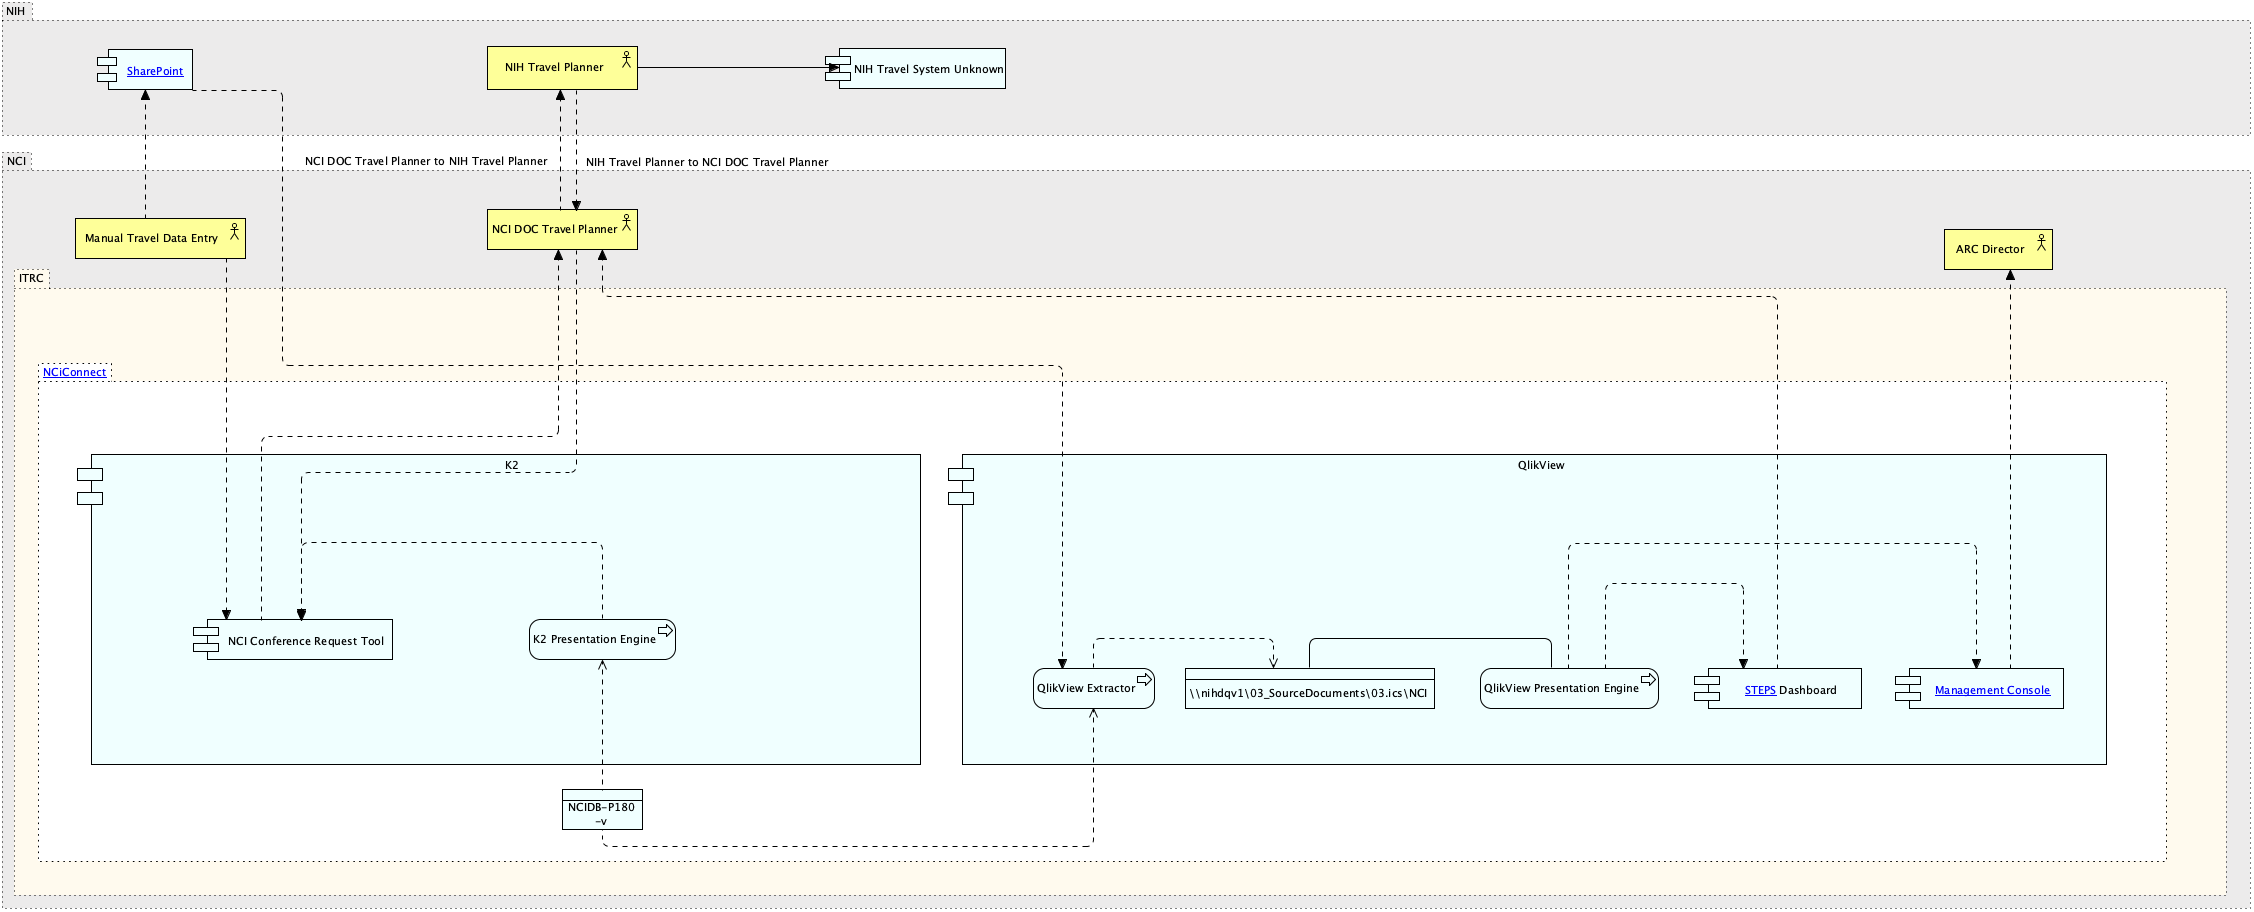 NIH
SharePoint
NIH Travel Planner
NIH Travel System Unknown
NCI
NCI DOC Travel Planner to NIH Travel Planner
NIH Travel Planner to NCI DOC Travel Planner
Manual Travel Data Entry
NCI DOC Travel Planner
ARC Director
ITRC
NCiConnect
K2
QlikView
NCI Conference Request Tool
K2 Presentation Engine
QlikView Extractor
\\nihdqv1\03_SourceDocuments\03.ics\NCI
QlikView Presentation Engine
STEPS Dashboard
Management Console
NCIDB-P180
-v